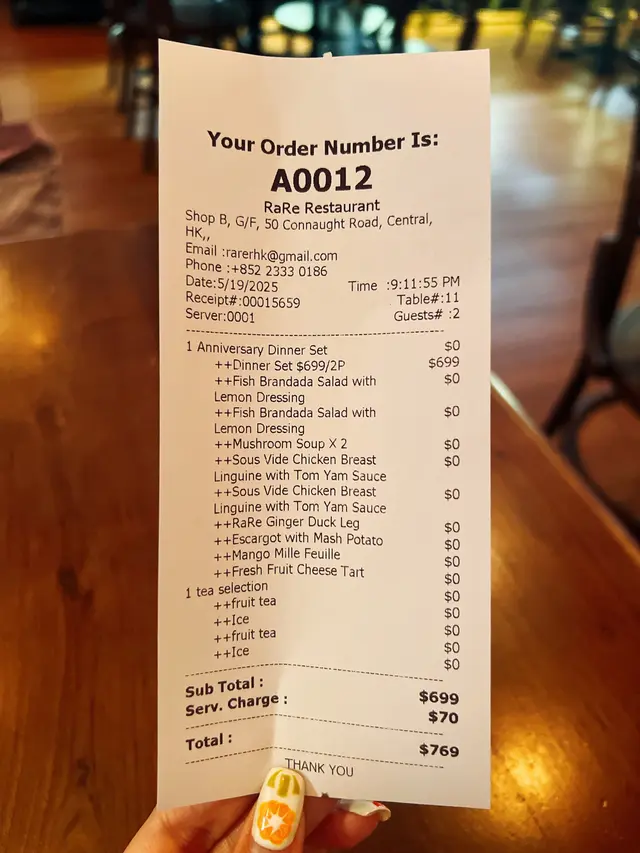 Your Order Number Is:
A0012
RaRe Restaurant
Shop B, G/F, 50 Connaught Road, Central,
HK,,
Email :rarerhk@gmail.com
Phone :+852 2333 0186
Date:5/19/2025 Time :9:11:55 PM
Receipt#:00015659 Table#:11
Server:0001 Guests# :2
1 Anniversary Dinner Set $0
++Dinner Set $699/2P $699
++Fish Brandada Salad with $0
Lemon Dressing
++Fish Brandada Salad with $0
Lemon Dressing
++Mushroom Soup X 2 $0
++Sous Vide Chicken Breast $0
Linguine with Tom Yam Sauce
++Sous Vide Chicken Breast $0
Linguine with Tom Yam Sauce
++RaRe Ginger Duck Leg $0
++Escargot with Mash Potato $0
++Mango Mille Feuille $0
++Fresh Fruit Cheese Tart $0
1 tea selection $0
++fruit tea $0
++Ice $0
++fruit tea $0
++Ice $0
Sub Total : $699
Serv. Charge : $70
Total : $769
THANK YOU